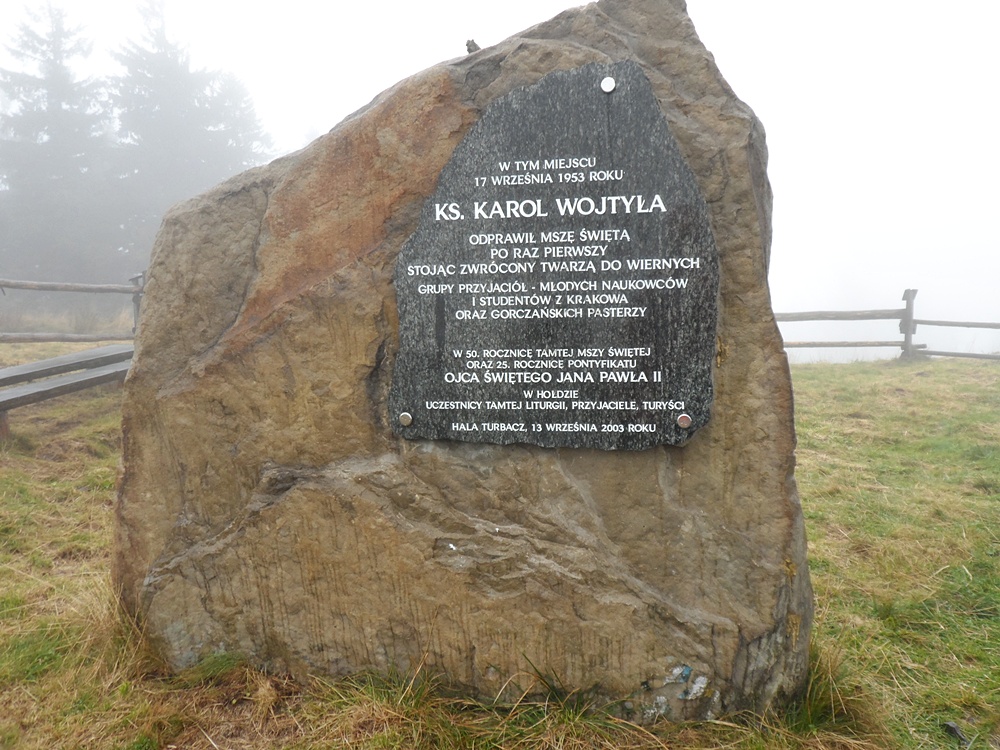 W TYM MIEJSCU
17 WRZEŚNIA 1953 ROKU
KS. KAROL WOJTYŁA
ODPRAWIŁ MSZĘ ŚWIĘTĄ
PO RAZ PIERWSZY
STOJĄC ZWRÓCONY TWARZĄ DO WIERNYCH
GRUPY PRZYJACIÓŁ - MŁODYCH NAUKOWCÓW
I STUDENTÓW Z KRAKOWA
ORAZ GORCZAŃSKICH PASTERZY
W 50. ROCZNICĘ TAMTEJ MSZY ŚWIĘTEJ
ORAZ 25. ROCZNICĘ PONTYFIKATU
OJCA ŚWIĘTEGO JANA PAWŁA II
W HOŁDZIE
UCZESTNICY TAMTEJ LITURGII, PRZYJACIELE, TURYŚCI
HALA TURBACZ, 13 WRZEŚNIA 2003 ROKU